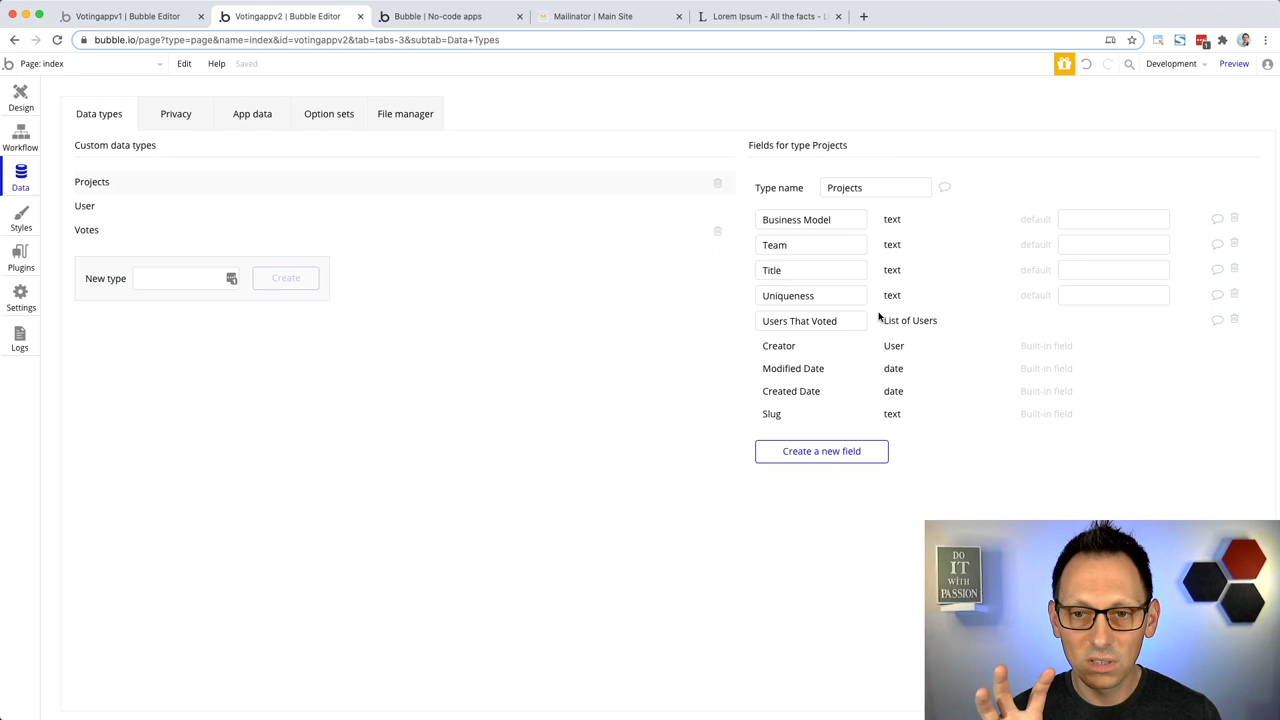 Votingappv1 | Bubble Editor
Votingappv2 | Bubble Editor
Bubble | No-code apps
Mailinator | Main Site
Lorem Ipsum - All the facts - Li
bubble.io/page?type=page&name=index&id=votingappv2&tab=tabs-3&subtab=Data+Types
Page: index
Edit
Help
Saved
Development
Preview
Design
Workflow
Data
Styles
Plugins
Settings
Logs
Data types
Privacy
App data
Option sets
File manager
Custom data types
Projects
User
Votes
New type
Create
Fields for type Projects
Type name
Projects
Business Model text default
Team text default
Title text default
Uniqueness text default
Users That Voted List of Users
Creator User Built-in field
Modified Date date Built-in field
Created Date date Built-in field
Slug text Built-in field
Create a new field
DO
IT
WITH
PASSION